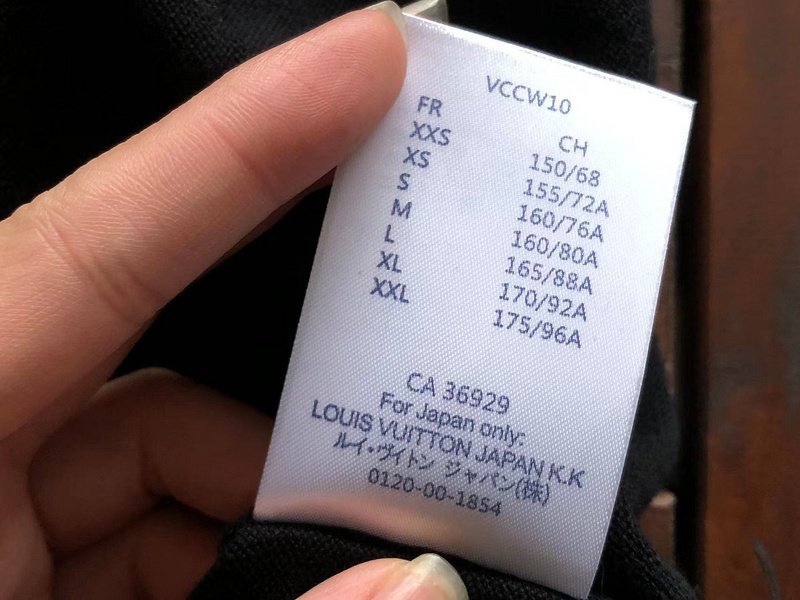 VCCW10
FR CH
XXS 150/68
XS 155/72A
S 160/76A
M 160/80A
L 165/88A
XL 170/92A
XXL 175/96A
CA 36929
For Japan only:
LOUIS VUITTON JAPAN K.K
ルイ・ヴィトン ジャパン(株)
0120-00-1854